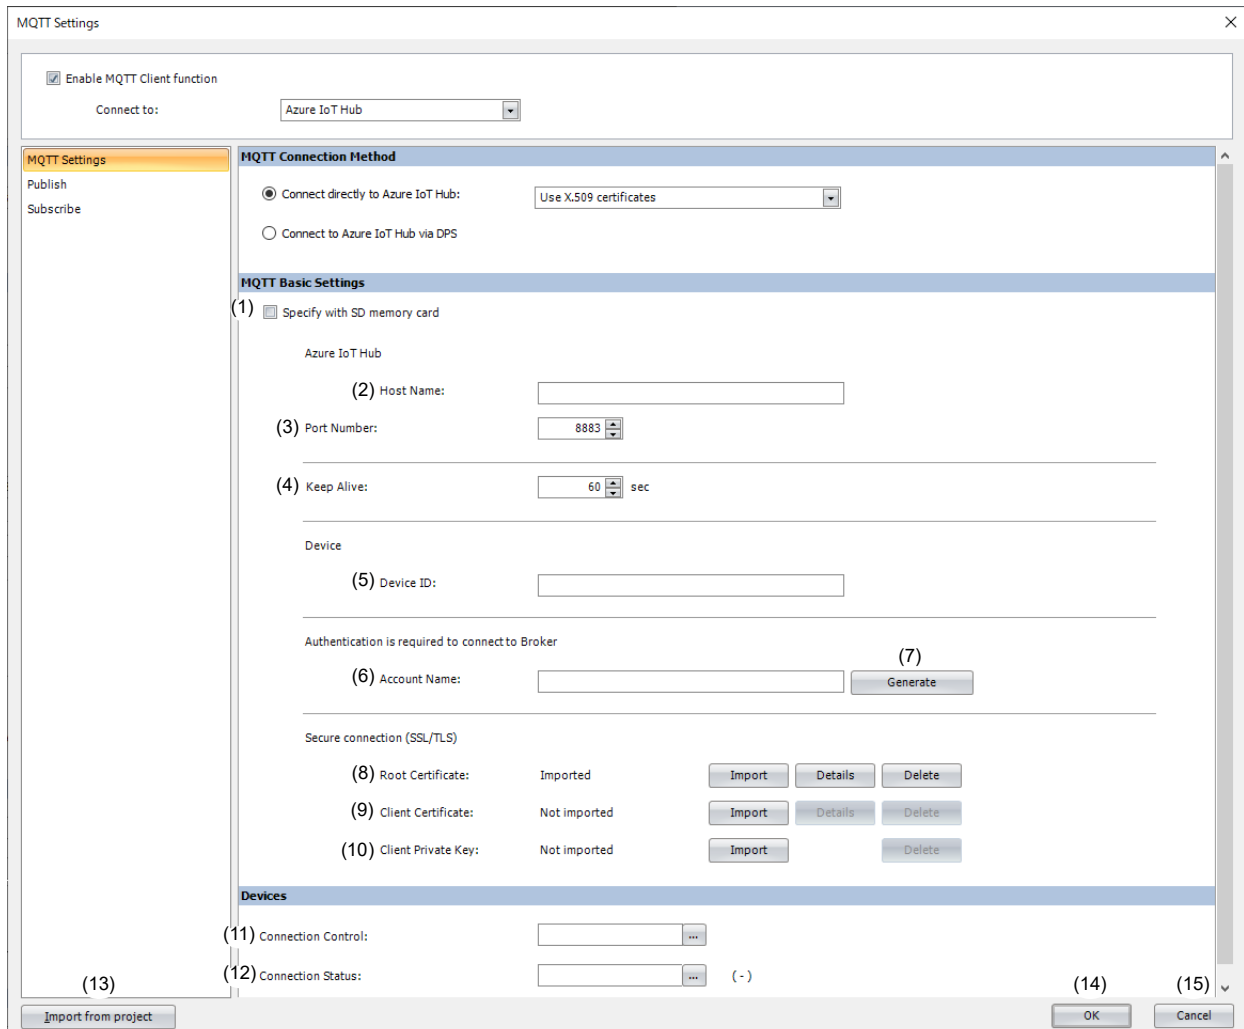 MQTT Settings
Enable MQTT Client function
Connect to: Azure IoT Hub
MQTT Settings
Publish
Subscribe
MQTT Connection Method
Connect directly to Azure IoT Hub: Use X.509 certificates
Connect to Azure IoT Hub via DPS
MQTT Basic Settings
(1) Specify with SD memory card
Azure IoT Hub
(2) Host Name:
(3) Port Number: 8883
(4) Keep Alive: 60 sec
Device
(5) Device ID:
Authentication is required to connect to Broker
(7)
(6) Account Name: Generate
Secure connection (SSL/TLS)
(8) Root Certificate: Imported Import Details Delete
(9) Client Certificate: Not imported Import Details Delete
(10) Client Private Key: Not imported Import Delete
Devices
(11) Connection Control: ...
(12) Connection Status: ... ( - )
(13) (14) (15)
Import from project OK Cancel